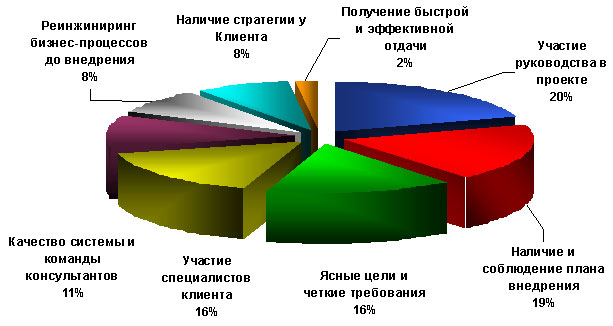 Реинжиниринг
бизнес-процессов
до внедрения
8%
Наличие стратегии у
Клиента
8%
Получение быстрой
и эффективной
отдачи
2%
Участие
руководства в
проекте
20%
Качество системы и
команды
консультантов
11%
Участие
специалистов
клиента
16%
Ясные цели и
четкие требования
16%
Наличие и
соблюдение плана
внедрения
19%